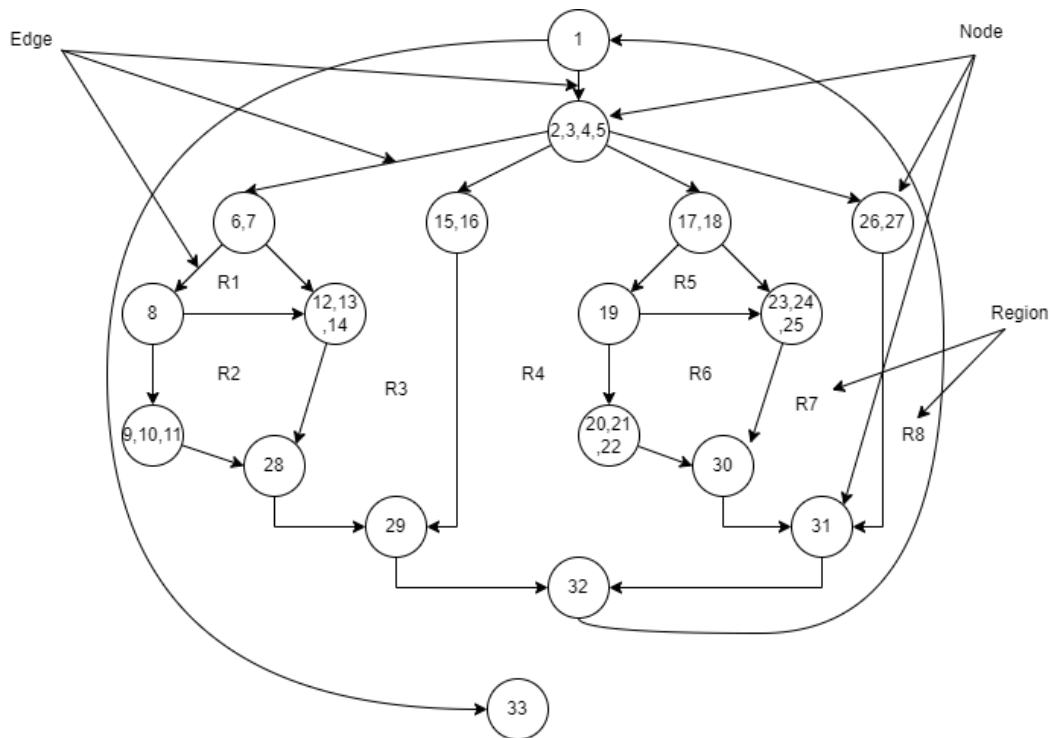 Edge
Node
1
2,3,4,5
6,7
15,16
17,18
26,27
R1
R5
8
12,13
,14
19
23,24
,25
Region
R2
R3
R4
R6
R7
R8
9,10,11
20,21
,22
28
30
29
31
32
33